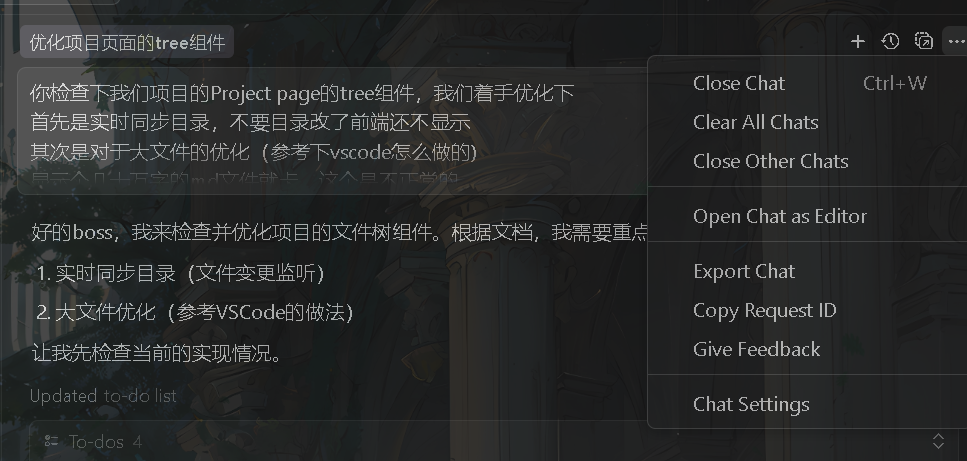 优化项目页面的tree组件
你检查下我们项目的Project page的tree组件，我们着手优化下
首先是实时同步目录，不要目录改了前端还不显示
其次是对于大文件的优化（参考下vscode怎么做的)
好的boss，我来检查并优化项目的文件树组件。根据文档，我需要重点
1. 实时同步目录（文件变更监听）
2. 大文件优化（参考VSCode的做法）
让我先检查当前的实现情况。
Updated to-do list
To-dos 4
Close Chat Ctrl+W
Clear All Chats
Close Other Chats
Open Chat as Editor
Export Chat
Copy Request ID
Give Feedback
Chat Settings